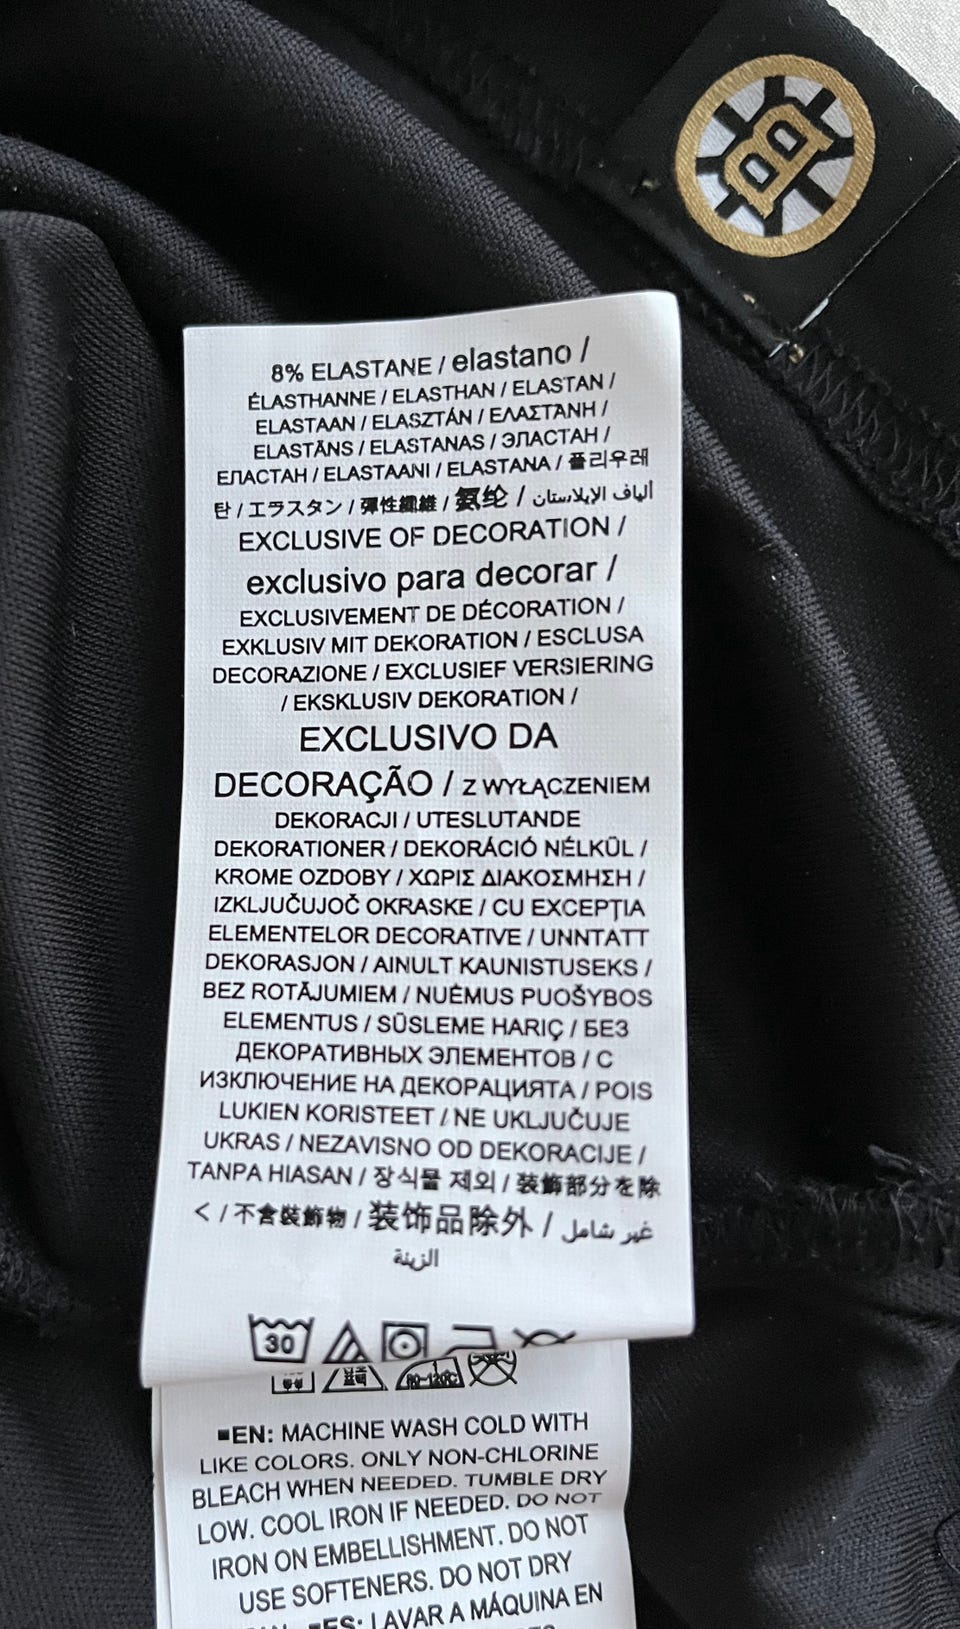 B
8% ELASTANE / elastano /
ÉLASTHANNE / ELASTHAN / ELASTAN /
ELASTAAN / ELASZTÁN / ΕΛΑΣΤΆΝΗ /
ELASTĀNS / ELASTANAS / ЭЛАСТАН /
ЕЛАСТАН / ELASTAANI / ELASTANA / 폴리우레
탄 / エラスタン / 彈性纖維 / 氨纶 / ألياف الإيلاستان
EXCLUSIVE OF DECORATION /
exclusivo para decorar /
EXCLUSIVEMENT DE DÉCORATION /
EXKLUSIV MIT DEKORATION / ESCLUSA
DECORAZIONE / EXCLUSIEF VERSIERING
/ EKSKLUSIV DEKORATION /
EXCLUSIVO DA
DECORAÇÃO / Z WYŁĄCZENIEM
DEKORACJI / UTESLUTANDE
DEKORATIONER / DEKORÁCIÓ NÉLKÜL /
KROME OZDOBY / ΧΩΡΙΣ ΔΙΑΚΟΣΜΗΣΗ /
IZKLJUČUJOČ OKRASKE / CU EXCEPȚIA
ELEMENTELOR DECORATIVE / UNNTATT
DEKORASJON / AINULT KAUNISTUSEKS /
BEZ ROTĀJUMIEM / NUĖMUS PUOŠYBOS
ELEMENTUS / SÜSLEME HARIÇ / БЕЗ
ДЕКОРАТИВНЫХ ЭЛЕМЕНТОВ / С
ИЗКЛЮЧЕНИЕ НА ДЕКОРАЦИЯТА / POIS
LUKIEN KORISTEET / NE UKLJUČUJE
UKRAS / NEZAVISNO OD DEKORACIJE /
TANPA HIASAN / 장식물 제외 / 装飾部分を除
く / 不含裝飾物 / 装饰品除外 / غير شامل
الزينة
30
80~120℃
■EN: MACHINE WASH COLD WITH
LIKE COLORS. ONLY NON-CHLORINE
BLEACH WHEN NEEDED. TUMBLE DRY
LOW. COOL IRON IF NEEDED. DO NOT
IRON ON EMBELLISHMENT. DO NOT
USE SOFTENERS. DO NOT DRY
■ES: LAVAR A MÁQUINA EN